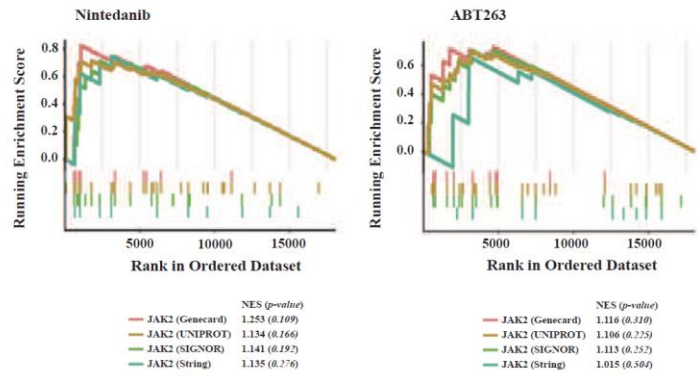 Nintedanib
Running Enrichment Score
0.8
0.6
0.4
0.2
0.0
5000 10000 15000
Rank in Ordered Dataset
NES (p-value)
JAK2 (Genecard) 1.253 (0.109)
JAK2 (UNIPROT) 1.134 (0.166)
JAK2 (SIGNOR) 1.141 (0.192)
JAK2 (String) 1.135 (0.276)
ABT263
Running Enrichment Score
0.6
0.4
0.2
0.0
5000 10000 15000
Rank in Ordered Dataset
NES (p-value)
JAK2 (Genecard) 1.116 (0.310)
JAK2 (UNIPROT) 1.106 (0.225)
JAK2 (SIGNOR) 1.113 (0.252)
JAK2 (String) 1.015 (0.504)